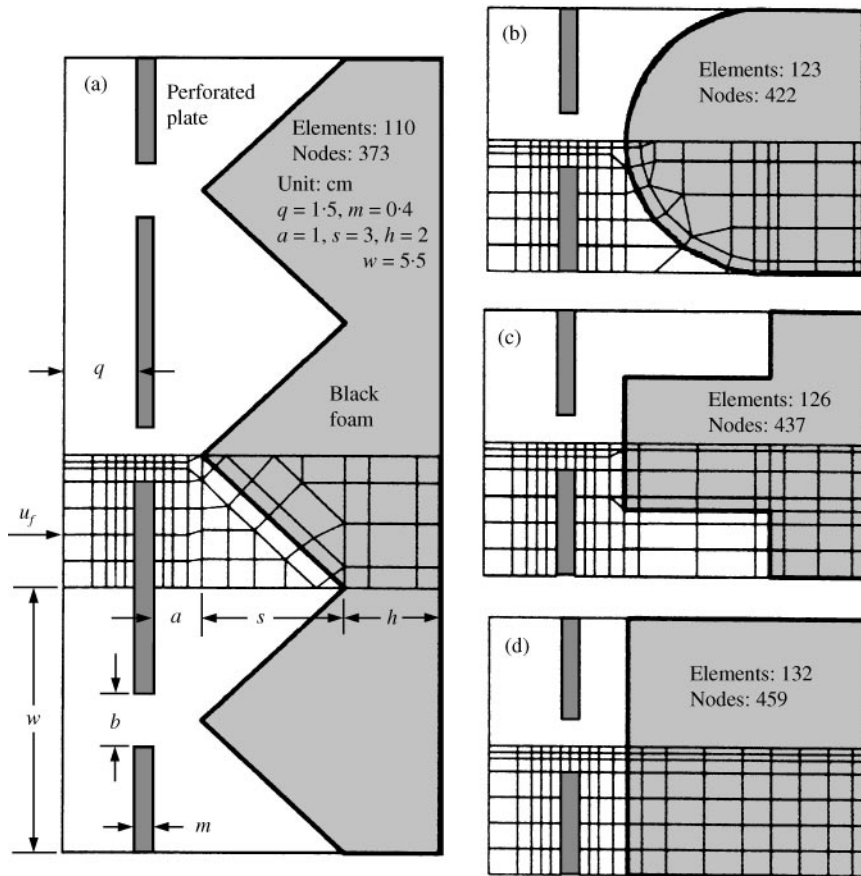 (a)
Perforated
plate
Elements: 110
Nodes: 373
Unit: cm
q = 1·5, m = 0·4
a = 1, s = 3, h = 2
w = 5·5
q
Black
foam
u_f
a
s
h
w
b
m
(b)
Elements: 123
Nodes: 422
(c)
Elements: 126
Nodes: 437
(d)
Elements: 132
Nodes: 459